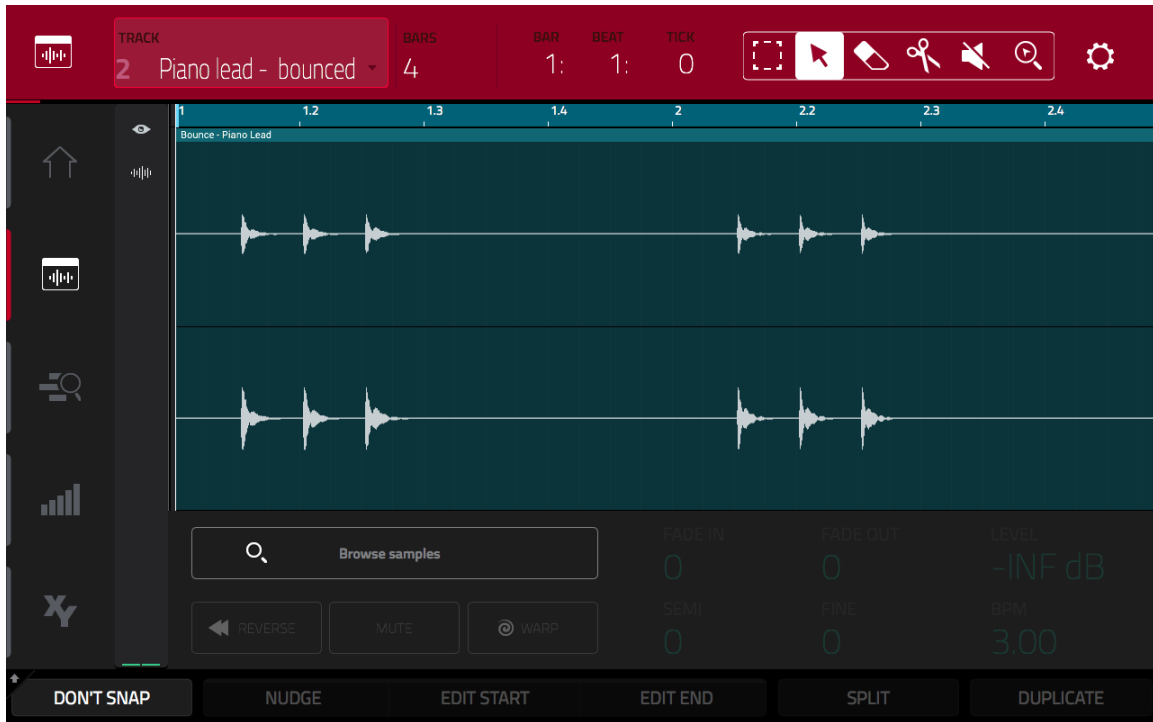 TRACK BARS BAR BEAT TICK
2 Piano lead - bounced 4 1: 1: 0
1 1.2 1.3 1.4 2 2.2 2.3 2.4
Bounce - Piano Lead
Browse samples
FADE IN FADE OUT LEVEL
0 0 -INF dB
REVERSE MUTE WARP
SEMI FINE BPM
0 0 3.00
XY
DON'T SNAP NUDGE EDIT START EDIT END SPLIT DUPLICATE